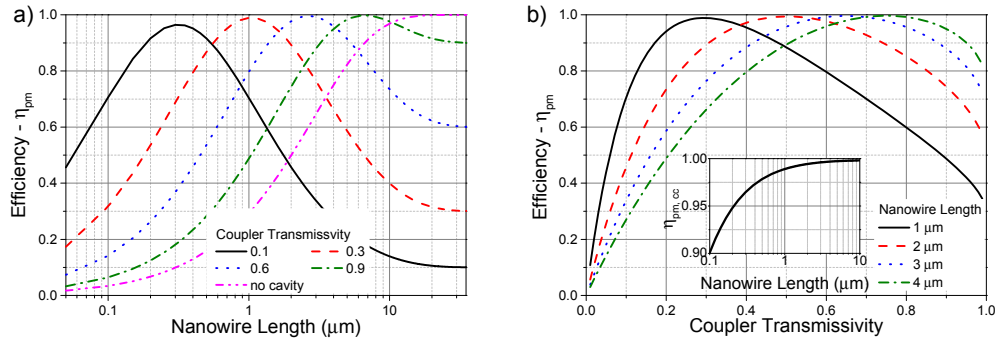 a)
1.0
0.8
0.6
0.4
0.2
0.0
Efficiency - ηpm
Coupler Transmissvity
0.1 0.3
0.6 0.9
no cavity
0.1 1 10
Nanowire Length (μm)
b)
1.0
0.8
0.6
0.4
0.2
0.0
Efficiency - ηpm
1.00
0.95
0.90
ηpm, cc
0.1 1 10
Nanowire Length (μm)
Nanowire Length
1 μm
2 μm
3 μm
4 μm
0.0 0.2 0.4 0.6 0.8 1.0
Coupler Transmissivity